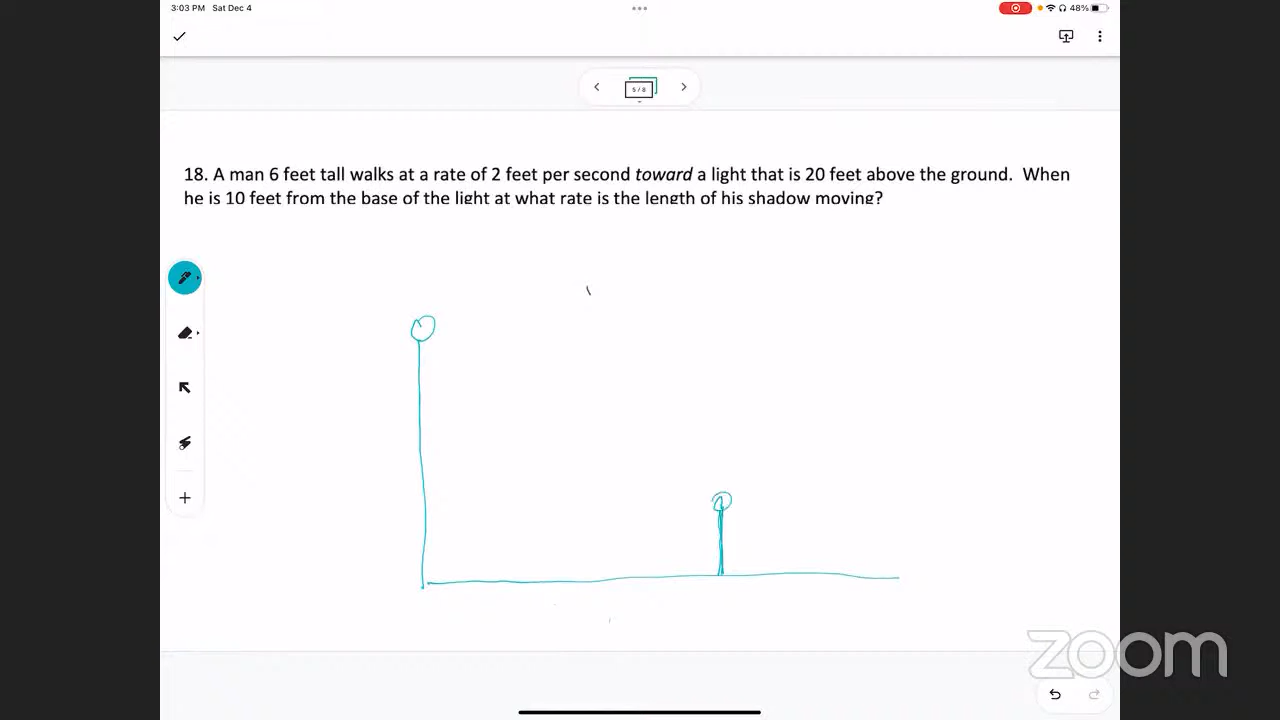 3:03 PM Sat Dec 4
48%
5 / 8
18. A man 6 feet tall walks at a rate of 2 feet per second toward a light that is 20 feet above the ground. When
he is 10 feet from the base of the light at what rate is the length of his shadow moving?
zoom